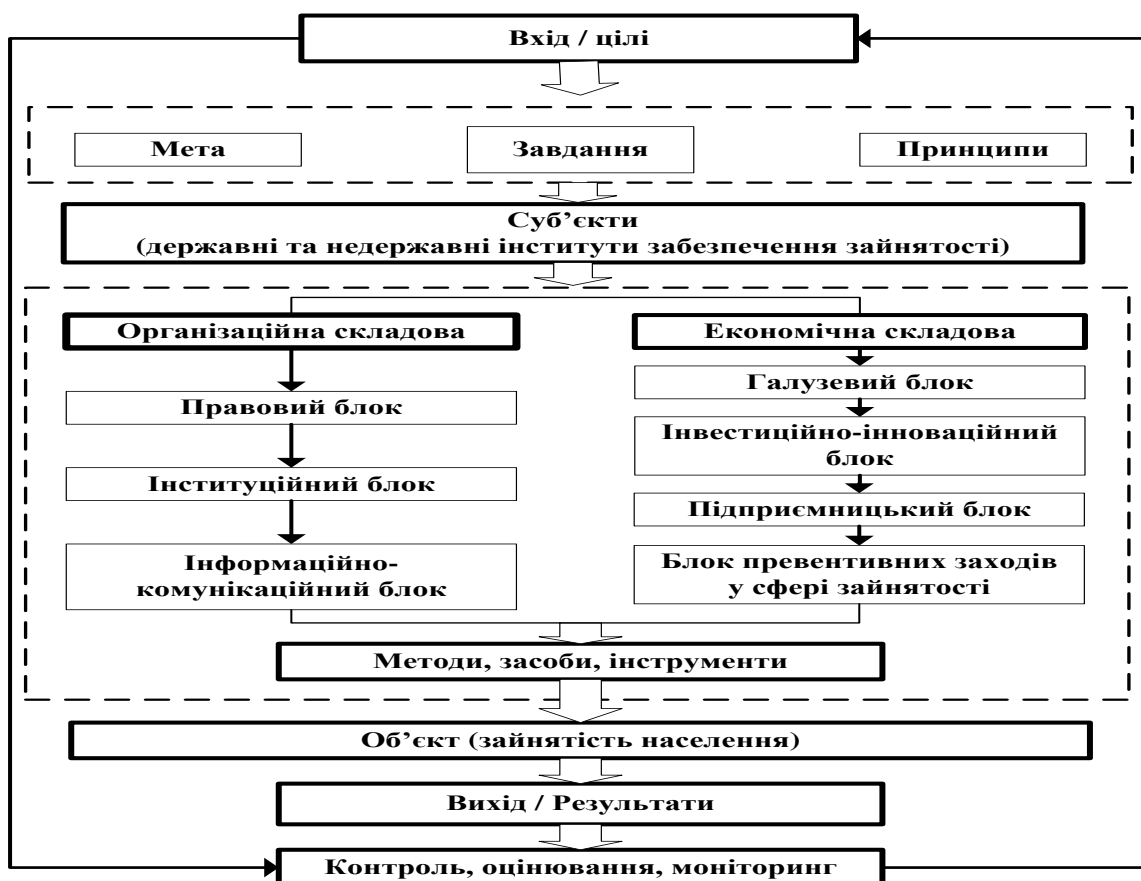 Вхід / цілі
Мета
Завдання
Принципи
Суб’єкти
(державні та недержавні інститути забезпечення зайнятості)
Організаційна складова
Правовий блок
Інституційний блок
Інформаційно-
комунікаційний блок
Економічна складова
Галузевий блок
Інвестиційно-інноваційний
блок
Підприємницький блок
Блок превентивних заходів
у сфері зайнятості
Методи, засоби, інструменти
Об’єкт (зайнятість населення)
Вихід / Результати
Контроль, оцінювання, моніторинг